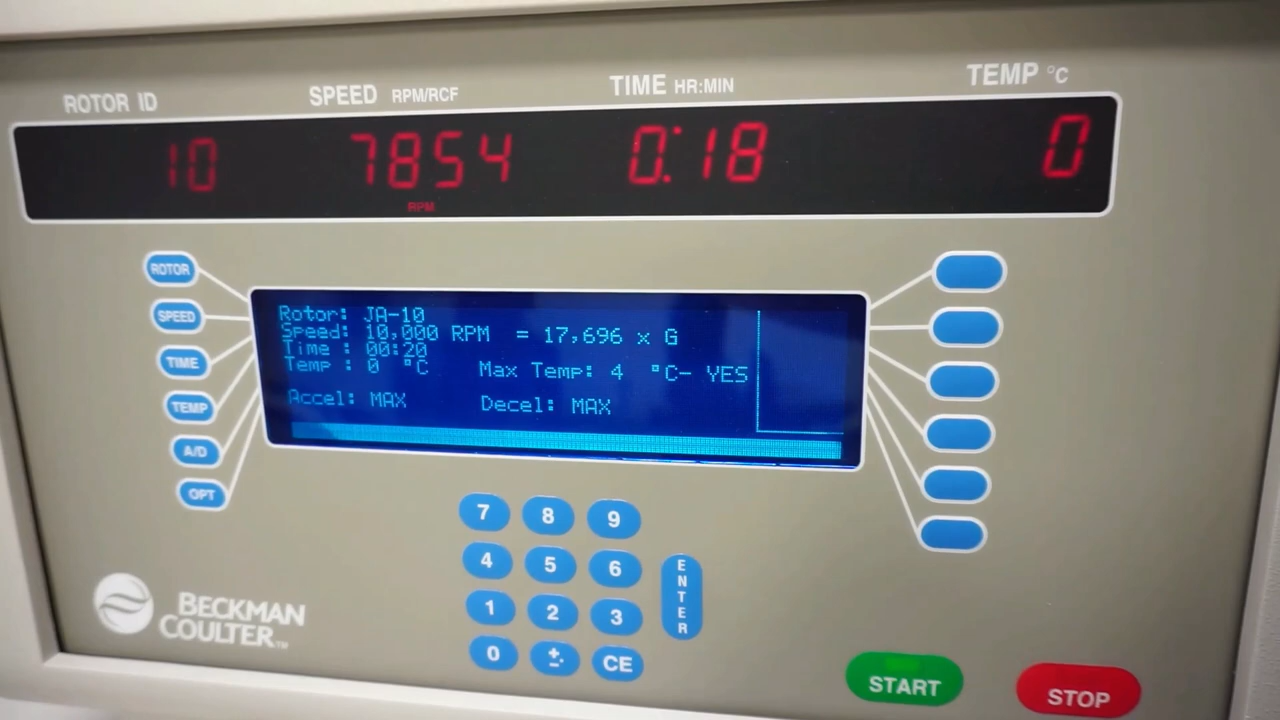 ROTOR ID SPEED RPM/RCF TIME HR:MIN TEMP °C
10 7854 0:18 0
RPM
ROTOR
SPEED
TIME
TEMP
A/D
OPT
Rotor: JA-10
Speed: 10,000 RPM = 17,696 x G
Time : 00:20
Temp : 0 °C Max Temp: 4 °C- YES
Accel: MAX Decel: MAX
7 8 9
4 5 6
1 2 3
0 +.- CE
ENTER
BECKMAN
COULTER™
START STOP